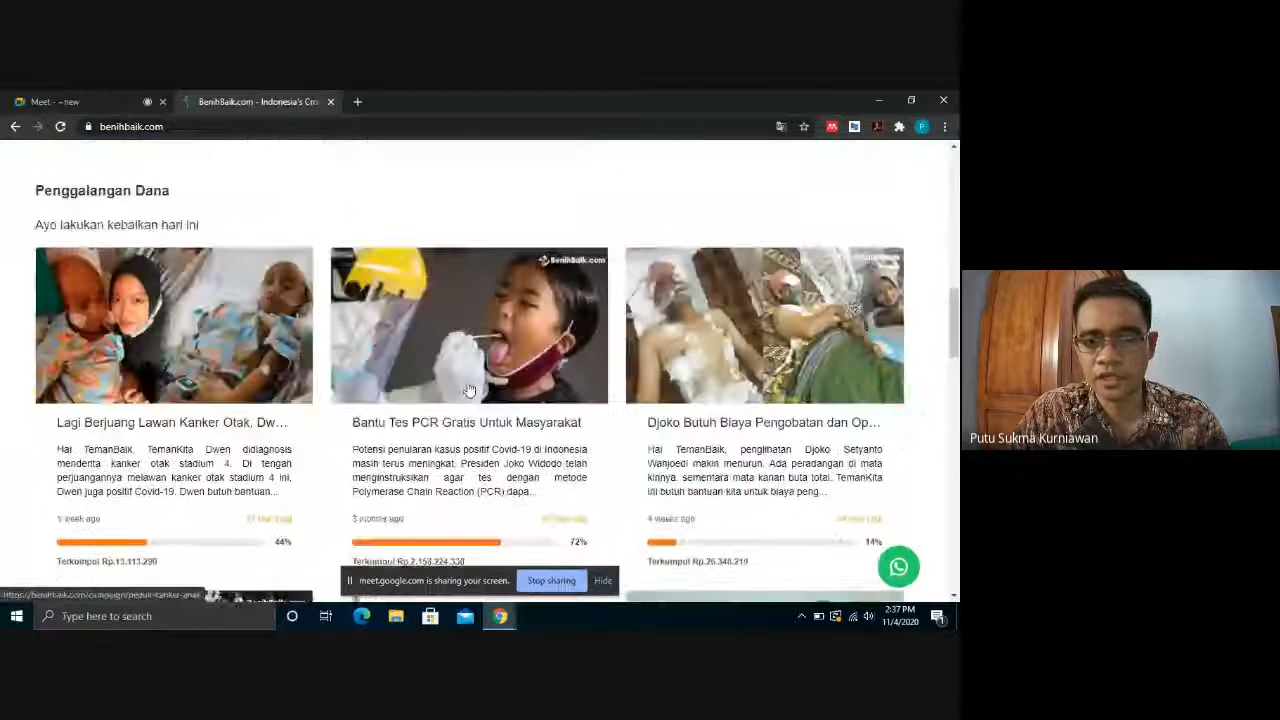 Meet - ~new
BenihBaik.com - Indonesia's Cro
benihbaik.com
Penggalangan Dana
Ayo lakukan kebaikan hari ini
BenihBaik.com
Lagi Berjuang Lawan Kanker Otak, Dw...
Hai TemanBaik, TemanKita Dwen didiagnosis
menderita kanker otak stadium 4. Di tengah
perjuangannya melawan kanker otak stadium 4 ini,
Dwen juga positif Covid-19. Dwen butuh bantuan...
1 week ago
44%
Bantu Tes PCR Gratis Untuk Masyarakat
Potensi penularan kasus positif Covid-19 di Indonesia
masih terus meningkat. Presiden Joko Widodo telah
menginstruksikan agar tes dengan metode
Polymerase Chain Reaction (PCR) dapa...
3 months ago
72%
Djoko Butuh Biaya Pengobatan dan Op...
Hai TemanBaik, penglihatan Djoko Setyanto
Wanjoedi makin menurun. Ada peradangan di mata
kirinya, sementara mata kanan buta total. TemanKita
ini butuh bantuan kita untuk biaya peng...
4 weeks ago
14%
Terkumpul Rp.
Terkumpul Rp.2.158.224.338
Terkumpul Rp.26.348.219
meet.google.com is sharing your screen.
Stop sharing
Hide
Type here to search
2:37 PM
11/4/2020
Putu Sukma Kurniawan